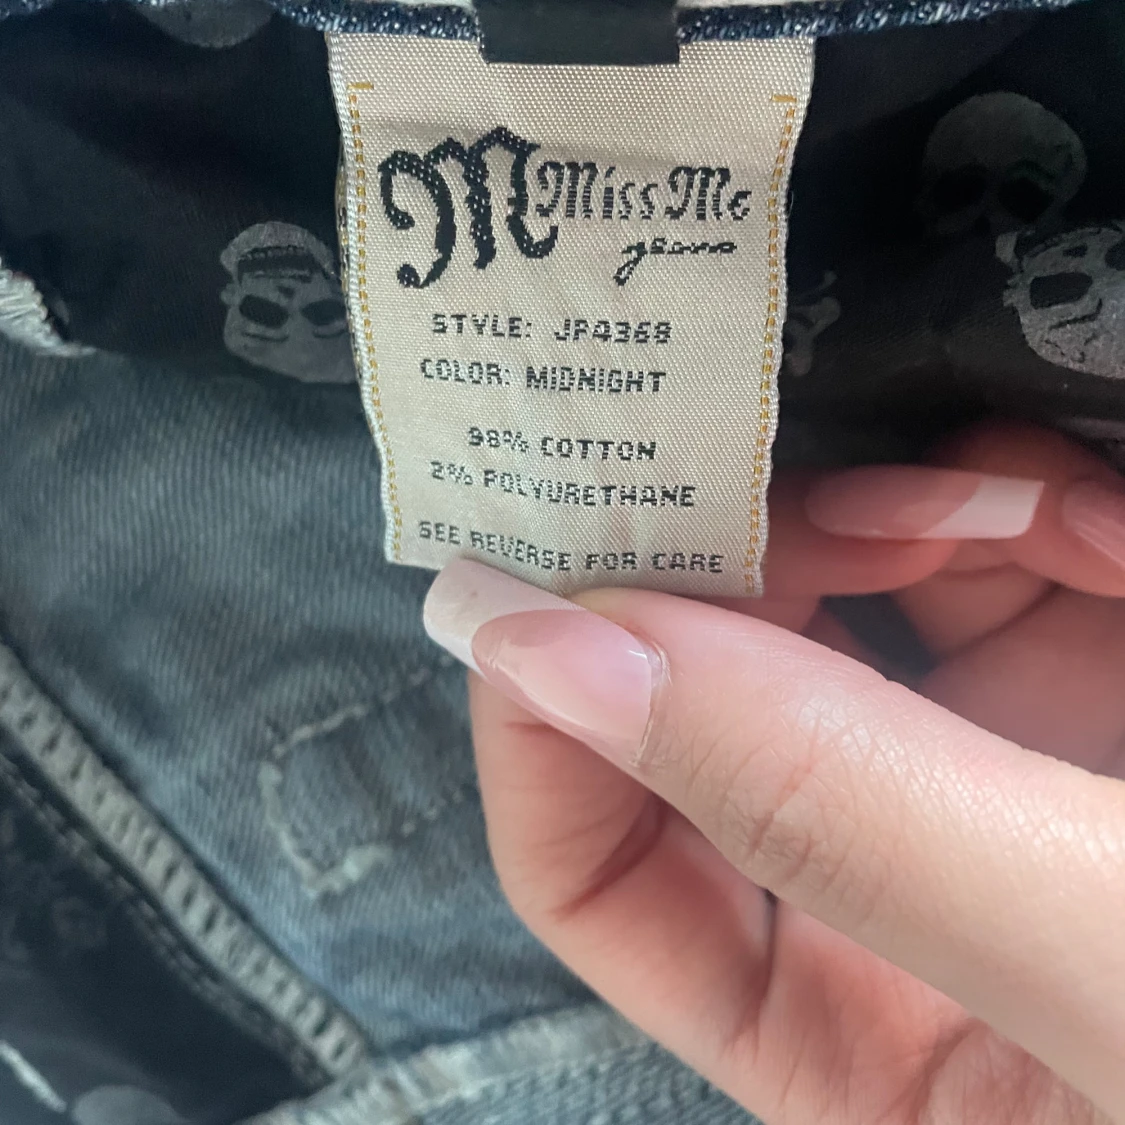 M Miss Me
jeans
STYLE: JP4368
COLOR: MIDNIGHT
98% COTTON
2% POLYURETHANE
SEE REVERSE FOR CARE